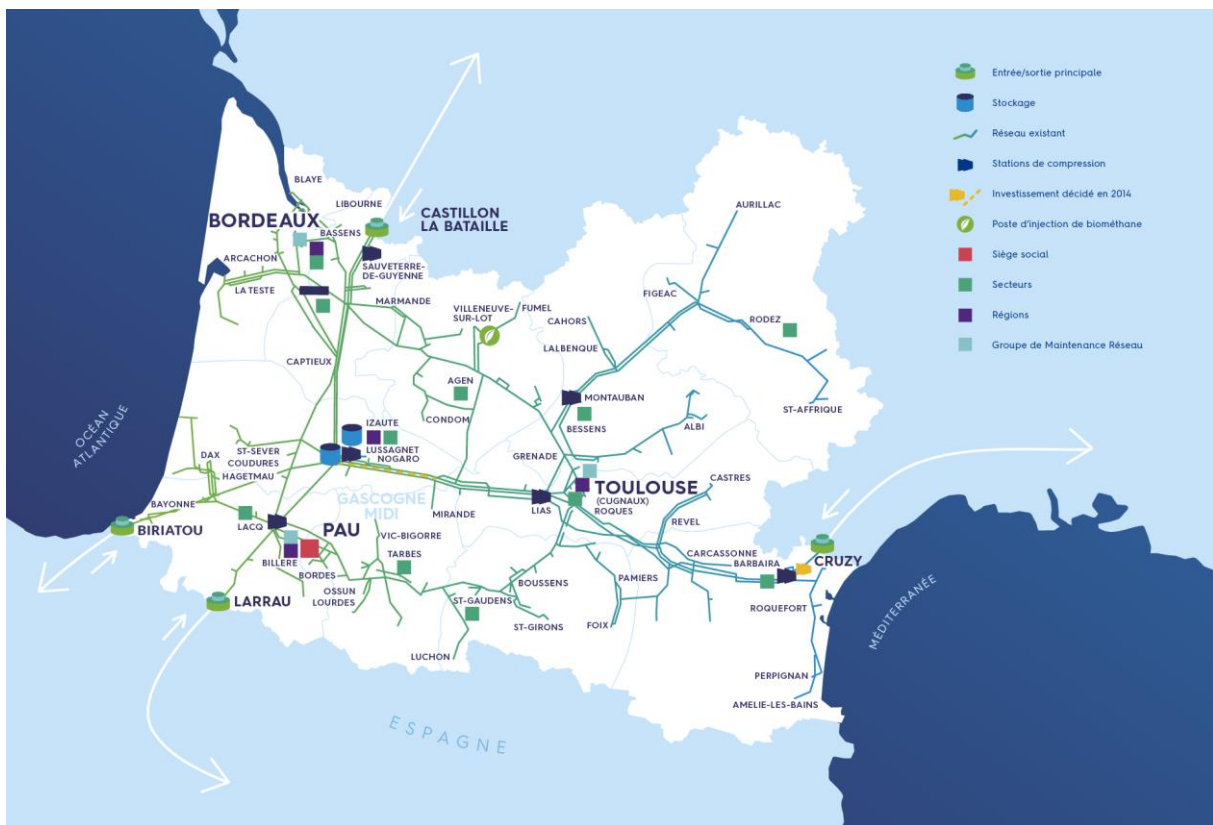 BLAYE
LIBOURNE
BORDEAUX
BASSENS
CASTILLON
LA BATAILLE
SAUVETERRE-
DE-GUYENNE
ARCACHON
LA TESTE
MARMANDE
VILLENEUVE-
SUR-LOT
FUMEL
CAHORS
LALBENQUE
FIGEAC
AURILLAC
RODEZ
ST-AFFRIQUE
CAPTIEUX
AGEN
CONDOM
MONTAUBAN
BESSENS
ALBI
OCÉAN
ATLANTIQUE
DAX
ST-SEVER
COUDURES
HAGETMAU
IZAUTE
LUSSAGNET
NOGARO
GRENADE
TOULOUSE
(CUGNAUX)
ROQUES
CASTRES
REVEL
GASCOGNE
MIDI
MIRANDE
LIAS
BAYONNE
BIRIATOU
LACQ
PAU
BILLERE
BORDES
OSSUN
LOURDES
VIC-BIGORRE
TARBES
LARRAU
BOUSSENS
ST-GAUDENS
ST-GIRONS
LUCHON
PAMIERS
FOIX
CARCASSONNE
BARBAIRA
CRUZY
ROQUEFORT
PERPIGNAN
AMELIE-LES-BAINS
MÉDITERRANÉE
ESPAGNE
Entrée/sortie principale
Stockage
Réseau existant
Stations de compression
Investissement décidé en 2014
Poste d'injection de biométhane
Siège social
Secteurs
Régions
Groupe de Maintenance Réseau